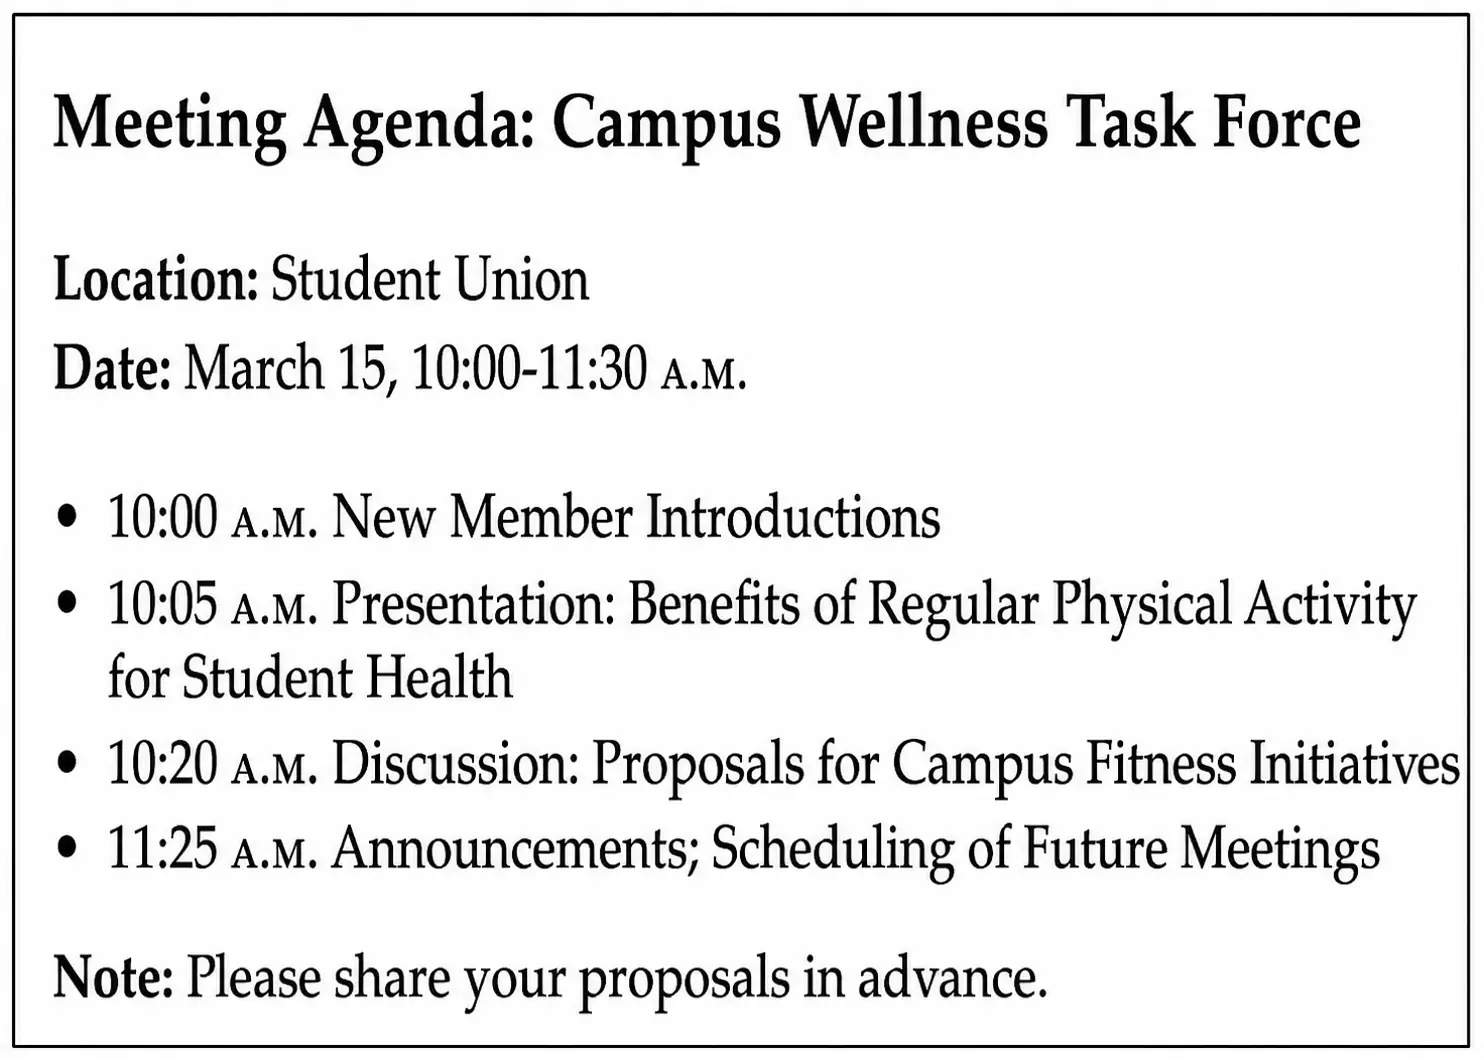 Meeting Agenda: Campus Wellness Task Force
Location: Student Union
Date: March 15, 10:00-11:30 A.M.
• 10:00 A.M. New Member Introductions
• 10:05 A.M. Presentation: Benefits of Regular Physical Activity
for Student Health
• 10:20 A.M. Discussion: Proposals for Campus Fitness Initiatives
• 11:25 A.M. Announcements; Scheduling of Future Meetings
Note: Please share your proposals in advance.